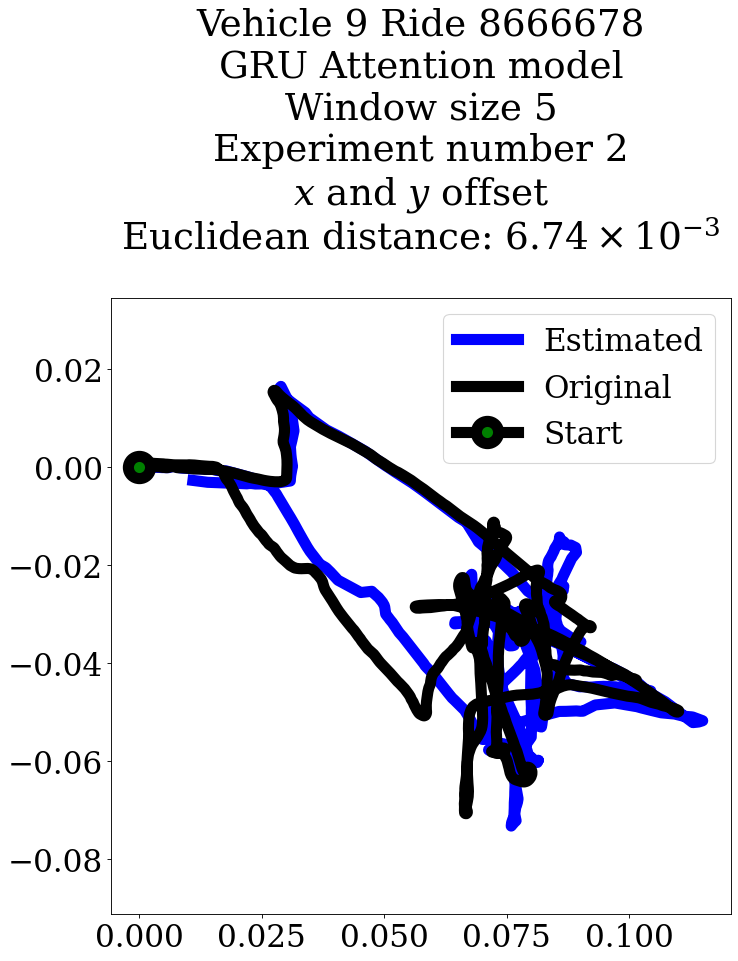 Vehicle 9 Ride 8666678
GRU Attention model
Window size 5
Experiment number 2
x and y offset
Euclidean distance: 6.74 × 10⁻³
Estimated
Original
Start
0.02
0.00
−0.02
−0.04
−0.06
−0.08
0.000 0.025 0.050 0.075 0.100